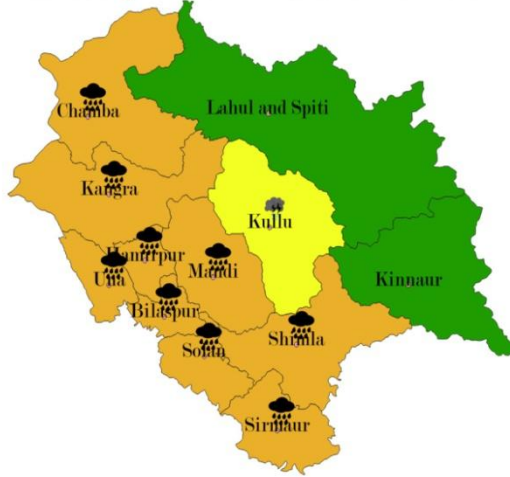 Chamba
Lahul and Spiti
Kangra
Kullu
Hamirpur
Mandi
Una
Kinnaur
Bilaspur
Solan
Shimla
Sirmaur